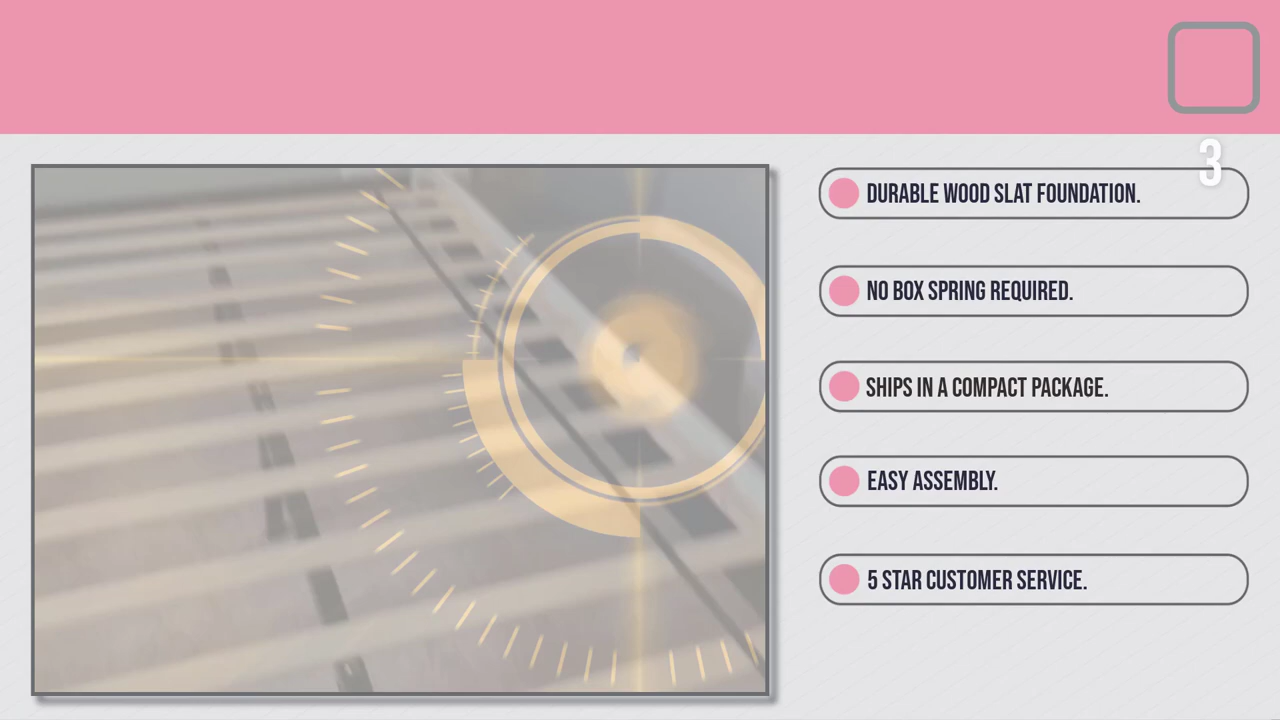 3
DURABLE WOOD SLAT FOUNDATION.
NO BOX SPRING REQUIRED.
SHIPS IN A COMPACT PACKAGE.
EASY ASSEMBLY.
5 STAR CUSTOMER SERVICE.